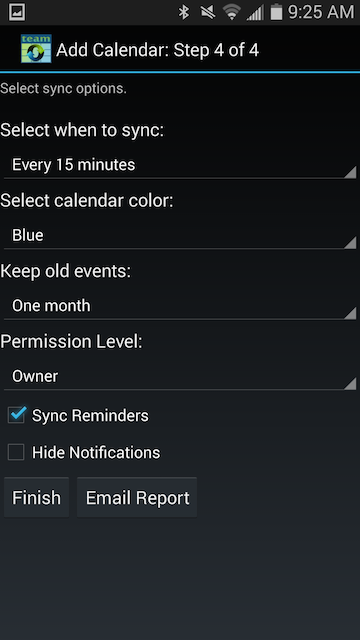 9:25 AM
team
Add Calendar: Step 4 of 4
Select sync options.
Select when to sync:
Every 15 minutes
Select calendar color:
Blue
Keep old events:
One month
Permission Level:
Owner
Sync Reminders
Hide Notifications
Finish Email Report